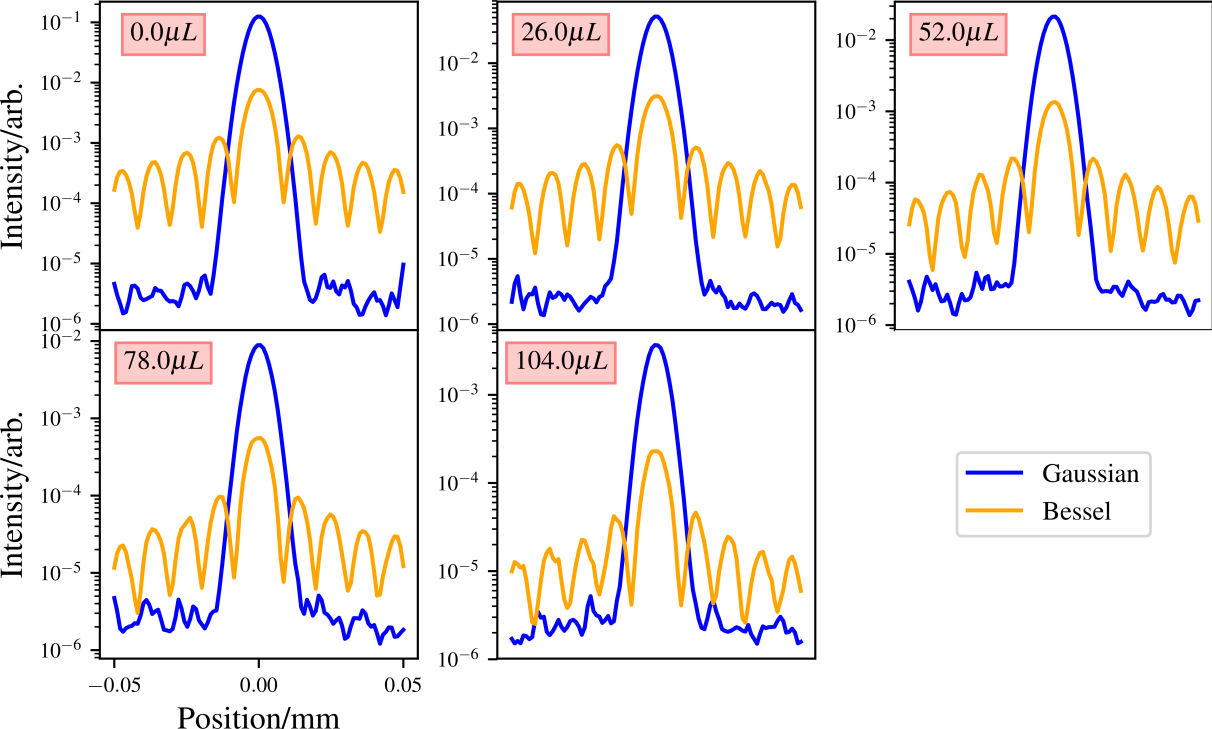 Intensity/arb.
10⁻¹
10⁻²
10⁻³
10⁻⁴
10⁻⁵
10⁻⁶
0.0μL
10⁻²
10⁻³
10⁻⁴
10⁻⁵
10⁻⁶
26.0μL
10⁻²
10⁻³
10⁻⁴
10⁻⁵
10⁻⁶
52.0μL
Intensity/arb.
10⁻²
10⁻³
10⁻⁴
10⁻⁵
10⁻⁶
78.0μL
−0.05 0.00 0.05
Position/mm
10⁻³
10⁻⁴
10⁻⁵
10⁻⁶
104.0μL
Gaussian
Bessel